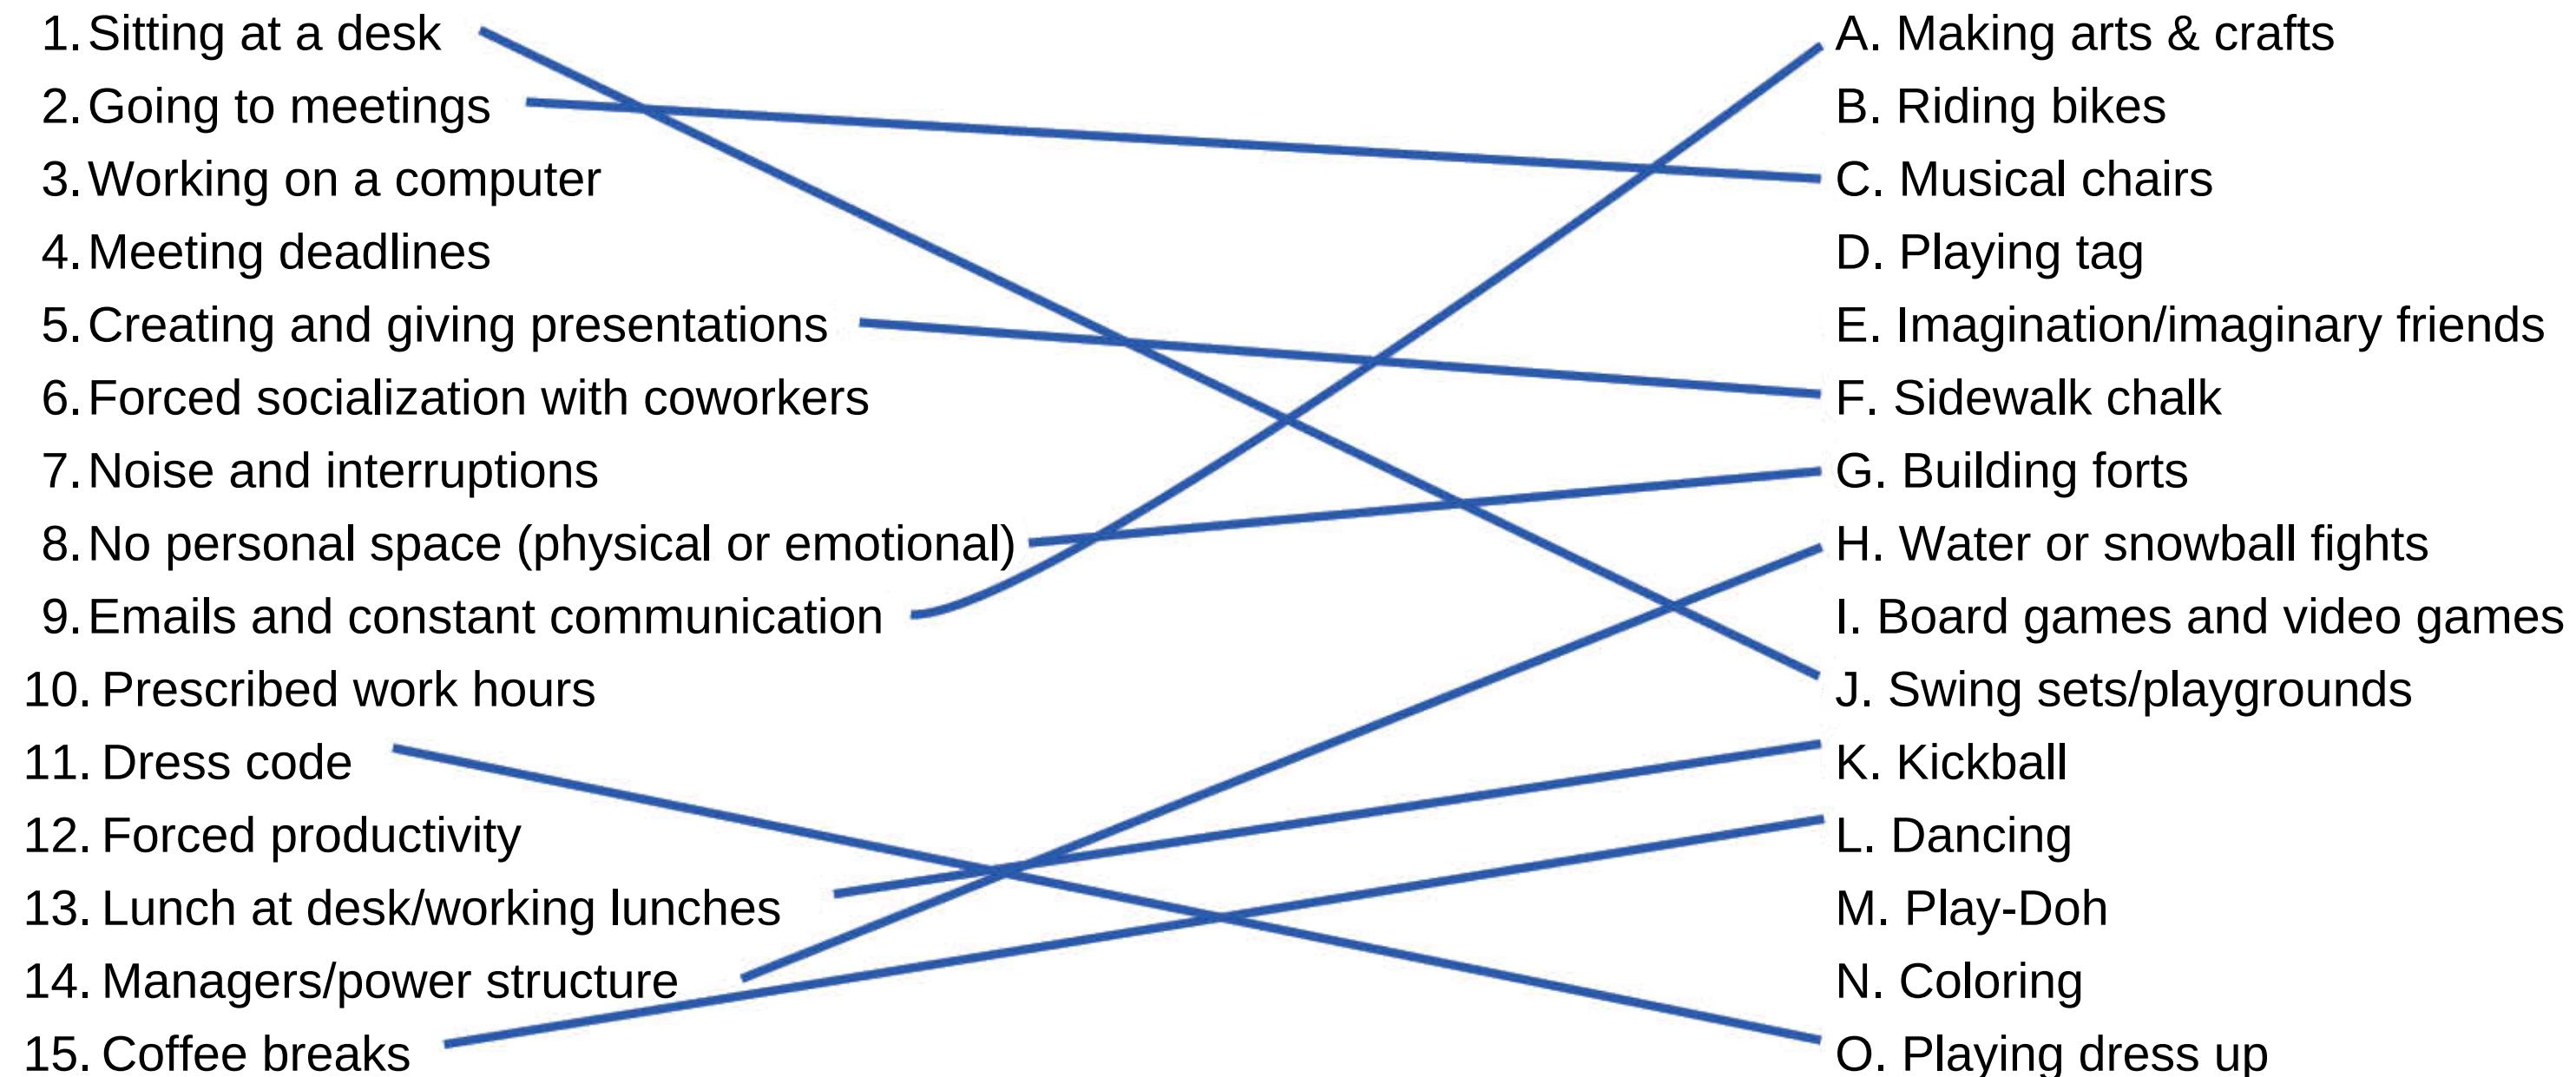 1. Sitting at a desk
2. Going to meetings
3. Working on a computer
4. Meeting deadlines
5. Creating and giving presentations
6. Forced socialization with coworkers
7. Noise and interruptions
8. No personal space (physical or emotional)
9. Emails and constant communication
10. Prescribed work hours
11. Dress code
12. Forced productivity
13. Lunch at desk/working lunches
14. Managers/power structure
15. Coffee breaks
A. Making arts & crafts
B. Riding bikes
C. Musical chairs
D. Playing tag
E. Imagination/imaginary friends
F. Sidewalk chalk
G. Building forts
H. Water or snowball fights
I. Board games and video games
J. Swing sets/playgrounds
K. Kickball
L. Dancing
M. Play-Doh
N. Coloring
O. Playing dress up